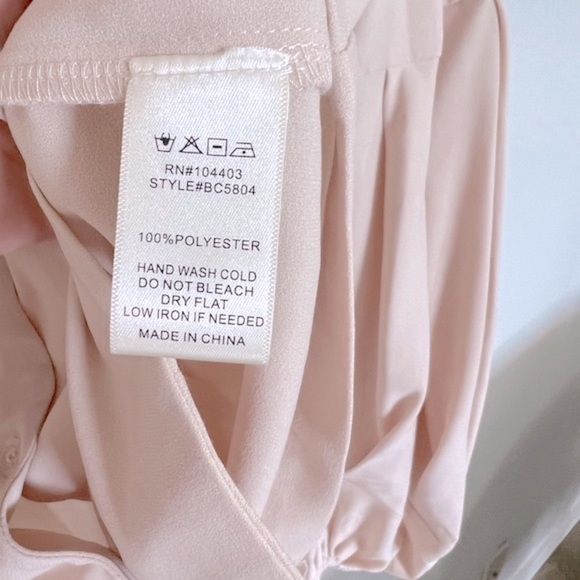 RN#104403
STYLE#BC5804
100%POLYESTER
HAND WASH COLD
DO NOT BLEACH
DRY FLAT
LOW IRON IF NEEDED
MADE IN CHINA